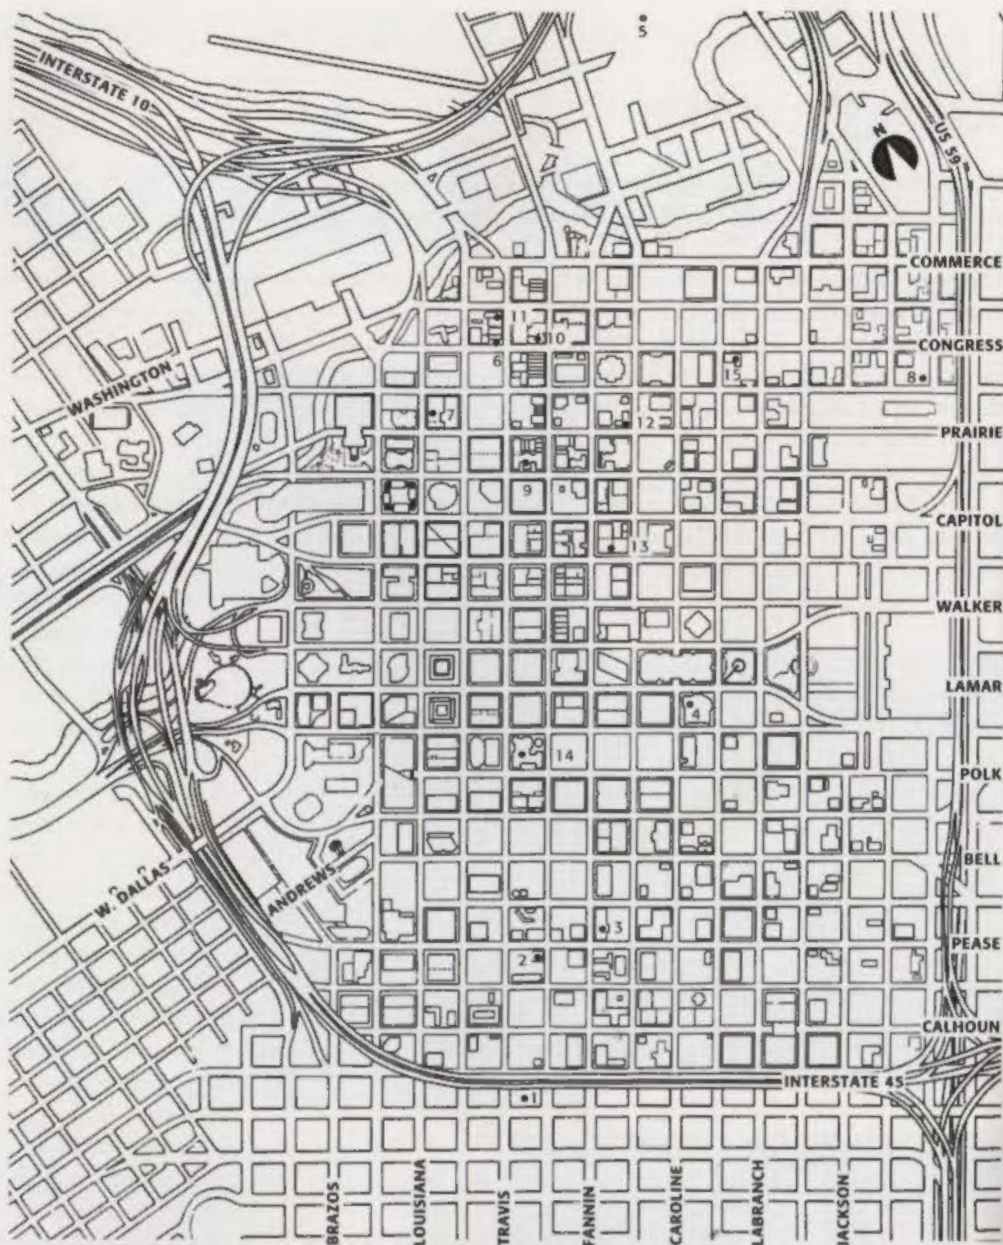 5
INTERSTATE 10
N
US 59
COMMERCE
11
10
CONGRESS
6
15
8
WASHINGTON
7
12
PRAIRIE
9
CAPITOL
13
WALKER
LAMAR
4
14
POLK
BELL
ANDREWS
W. DALLAS
3
PEASE
2
CALHOUN
INTERSTATE 45
1
BRAZOS
LOUISIANA
TRAVIS
FANNIN
CAROLINE
LABRANCH
JACKSON